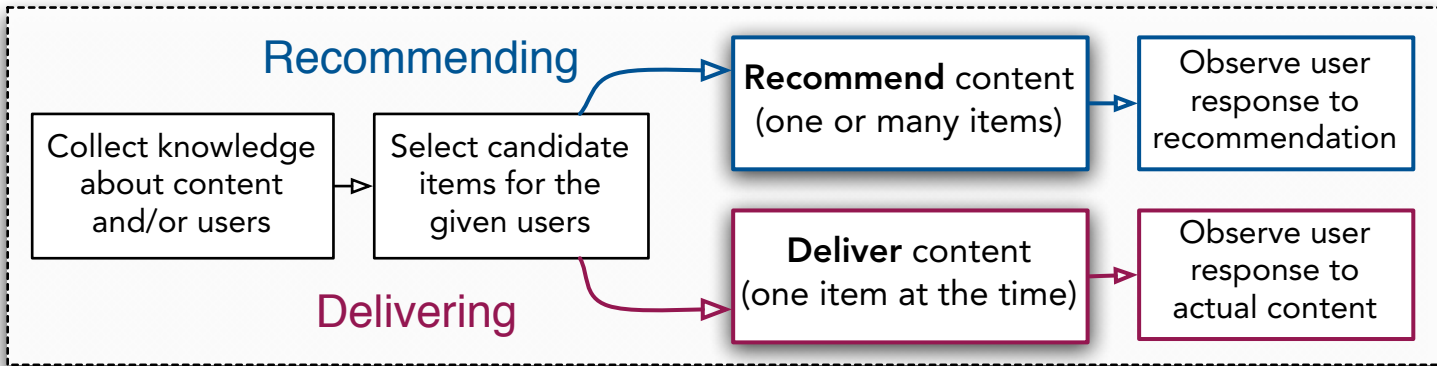 Recommending
Collect knowledge
about content
and/or users
Select candidate
items for the
given users
Recommend content
(one or many items)
Observe user
response to
recommendation
Delivering
Deliver content
(one item at the time)
Observe user
response to
actual content